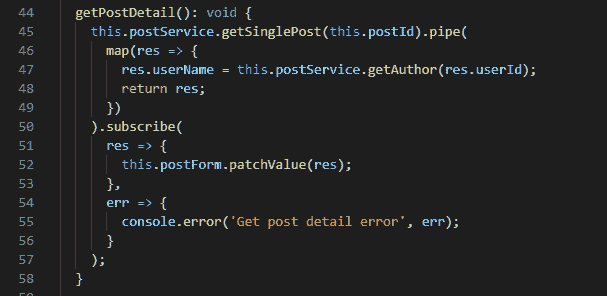 44 getPostDetail(): void {
45 this.postService.getSinglePost(this.postId).pipe(
46 map(res => {
47 res.userName = this.postService.getAuthor(res.userId);
48 return res;
49 })
50 ).subscribe(
51 res => {
52 this.postForm.patchValue(res);
53 },
54 err => {
55 console.error('Get post detail error', err);
56 }
57 );
58 }